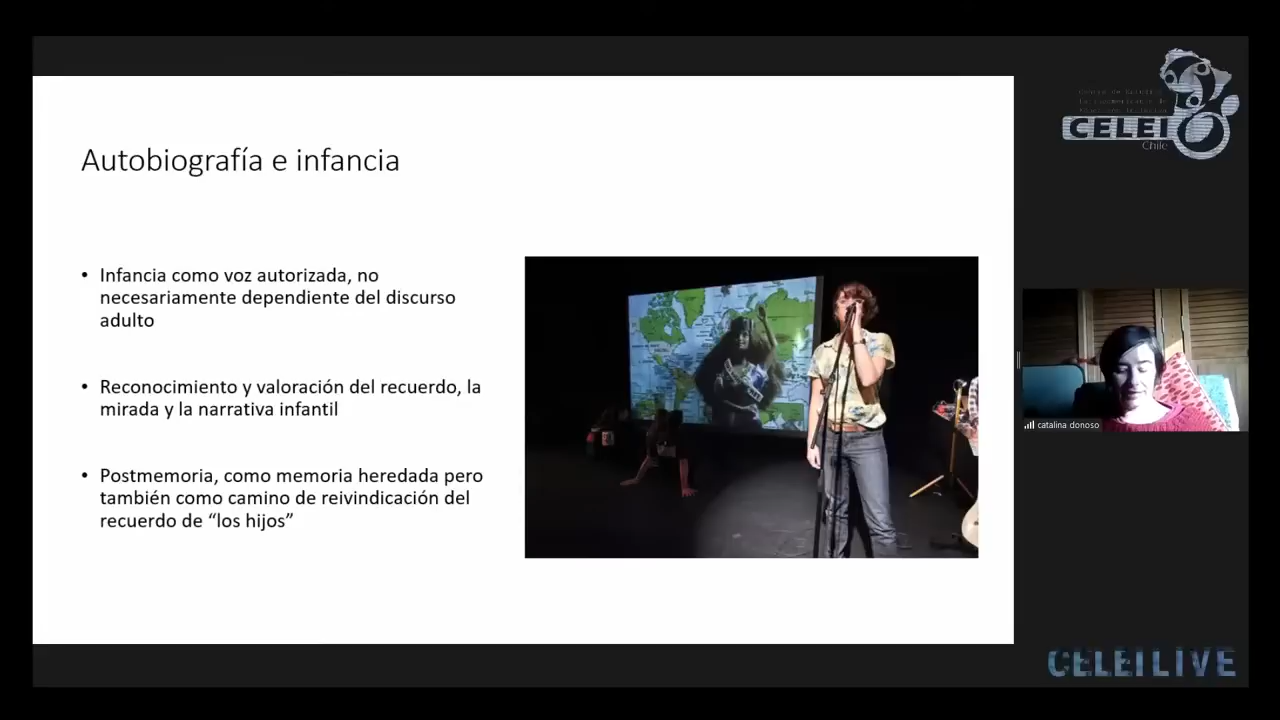 Autobiografía e infancia
• Infancia como voz autorizada, no
necesariamente dependiente del discurso
adulto
• Reconocimiento y valoración del recuerdo, la
mirada y la narrativa infantil
• Postmemoria, como memoria heredada pero
también como camino de reivindicación del
recuerdo de “los hijos”
CELEI
Chile
catalina donoso
CELEI LIVE